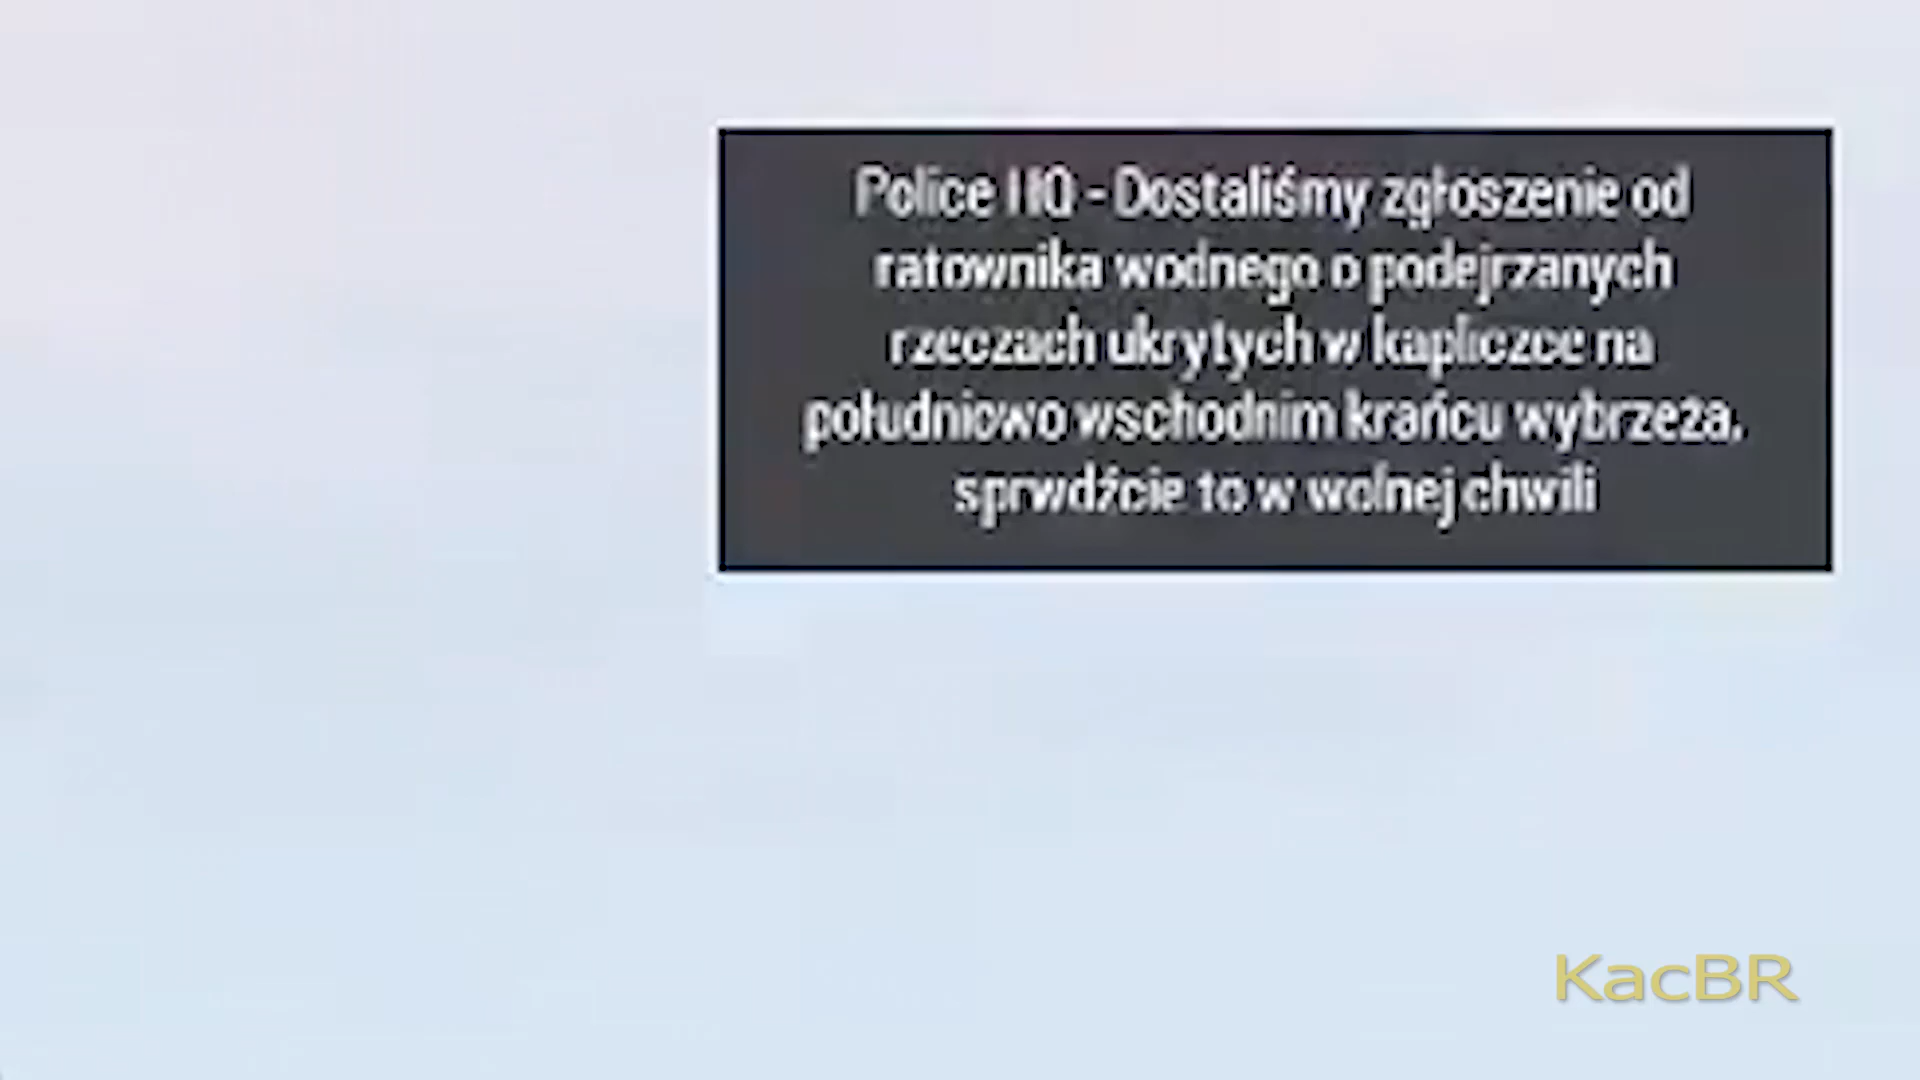 Police HQ - Dostaliśmy zgłoszenie od
ratownika wodnego o podejrzanych
rzeczach ukrytych w kapliczce na
południowo wschodnim krańcu wybrzeża,
sprwdźcie to w wolnej chwili
KacBR